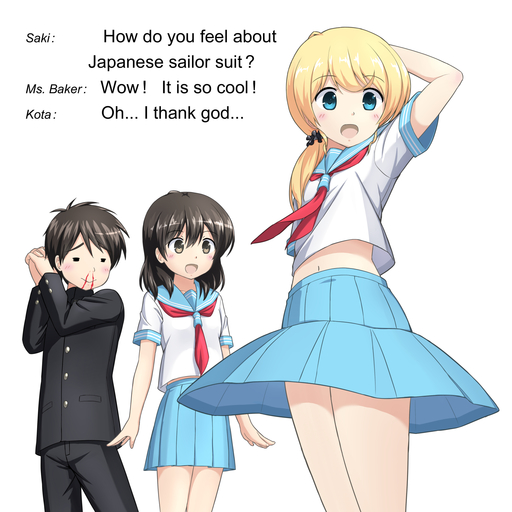 Saki: How do you feel about
Japanese sailor suit?
Ms. Baker: Wow! It is so cool!
Kota: Oh... I thank god...